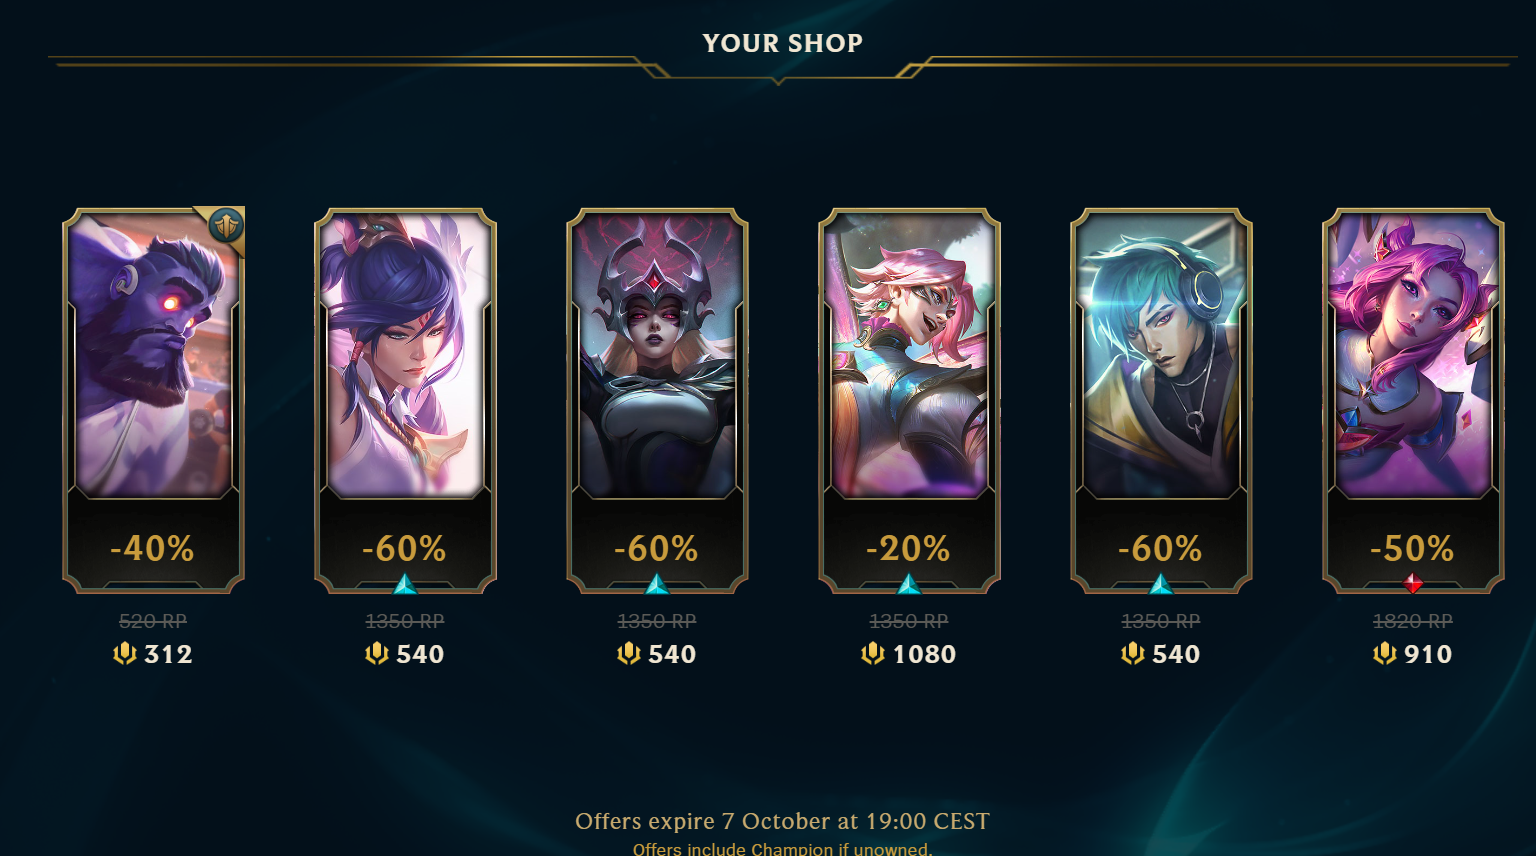 YOUR SHOP
-40%
-60%
-60%
-20%
-60%
-50%
520 RP
1350 RP
1350 RP
1350 RP
1350 RP
1820 RP
312
540
540
1080
540
910
Offers expire 7 October at 19:00 CEST
Offers include Champion if unowned.